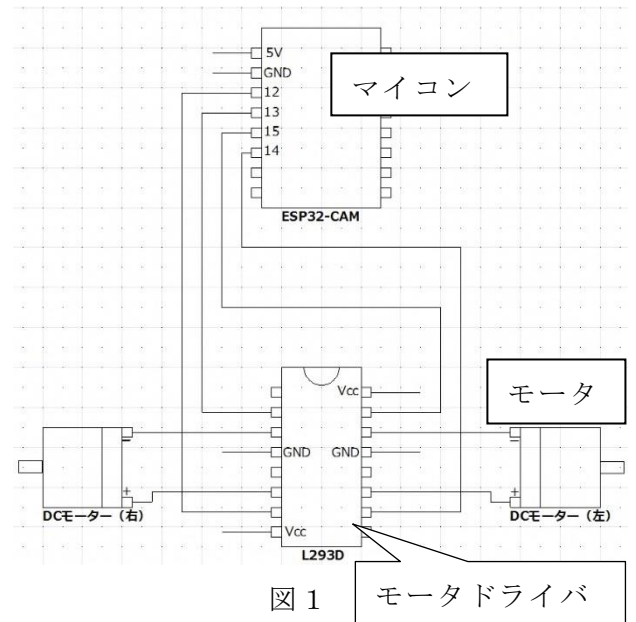 5V
GND
12
13
15
14
マイコン
ESP32-CAM
Vcc
モータ
GND GND
DCモーター（右）
DCモーター（左）
- +
- +
Vcc
L293D
モータドライバ
図１